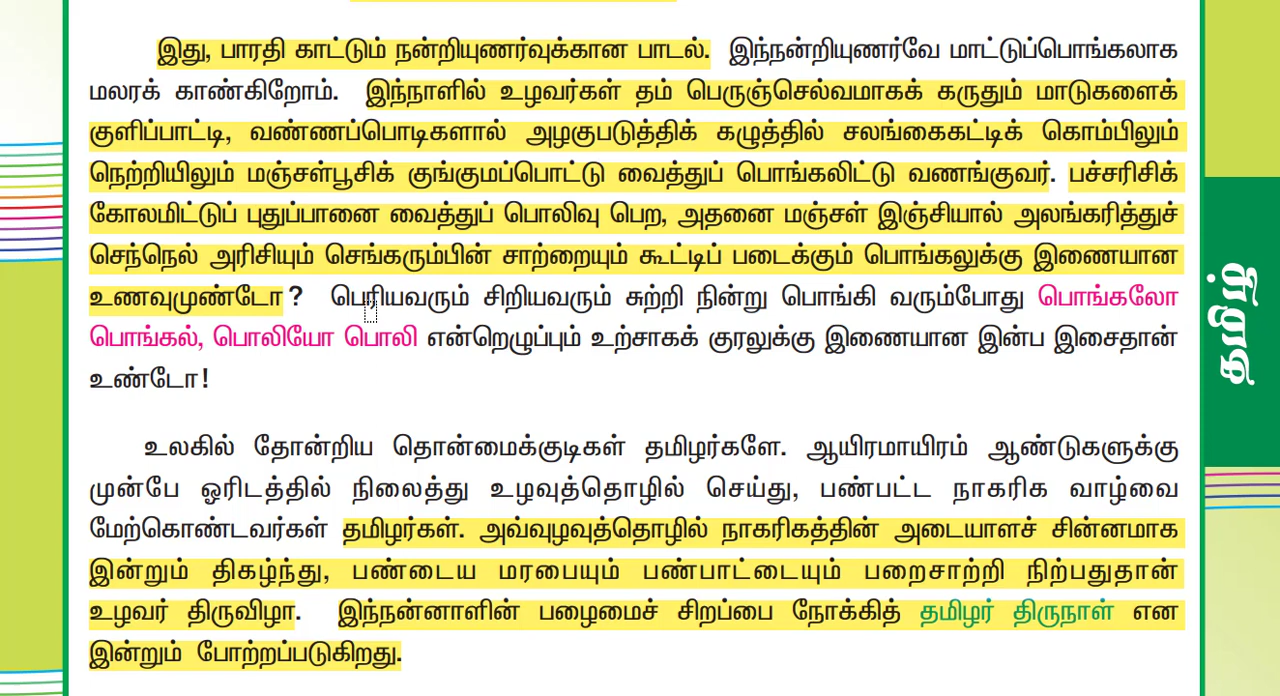 இது, பாரதி காட்டும் நன்றியுணர்வுக்கான பாடல். இந்நன்றியுணர்வே மாட்டுப்பொங்கலாக
மலரக் காண்கிறோம். இந்நாளில் உழவர்கள் தம் பெருஞ்செல்வமாகக் கருதும் மாடுகளைக்
குளிப்பாட்டி, வண்ணப்பொடிகளால் அழகுபடுத்திக் கழுத்தில் சலங்கைகட்டிக் கொம்பிலும்
நெற்றியிலும் மஞ்சள்பூசிக் குங்குமப்பொட்டு வைத்துப் பொங்கலிட்டு வணங்குவர். பச்சரிசிக்
கோலமிட்டுப் புதுப்பானை வைத்துப் பொலிவு பெற, அதனை மஞ்சள் இஞ்சியால் அலங்கரித்துச்
செந்நெல் அரிசியும் செங்கரும்பின் சாற்றையும் கூட்டிப் படைக்கும் பொங்கலுக்கு இணையான
உணவுமுண்டோ? பெரியவரும் சிறியவரும் சுற்றி நின்று பொங்கி வரும்போது பொங்கலோ
பொங்கல், பொலியோ பொலி என்றெழுப்பும் உற்சாகக் குரலுக்கு இணையான இன்ப இசைதான்
உண்டோ!
உலகில் தோன்றிய தொன்மைக்குடிகள் தமிழர்களே. ஆயிரமாயிரம் ஆண்டுகளுக்கு
முன்பே ஓரிடத்தில் நிலைத்து உழவுத்தொழில் செய்து, பண்பட்ட நாகரிக வாழ்வை
மேற்கொண்டவர்கள் தமிழர்கள். அவ்வுழவுத்தொழில் நாகரிகத்தின் அடையாளச் சின்னமாக
இன்றும் திகழ்ந்து, பண்டைய மரபையும் பண்பாட்டையும் பறைசாற்றி நிற்பதுதான்
உழவர் திருவிழா. இந்நன்னாளின் பழைமைச் சிறப்பை நோக்கித் தமிழர் திருநாள் என
இன்றும் போற்றப்படுகிறது.
தமிழ்